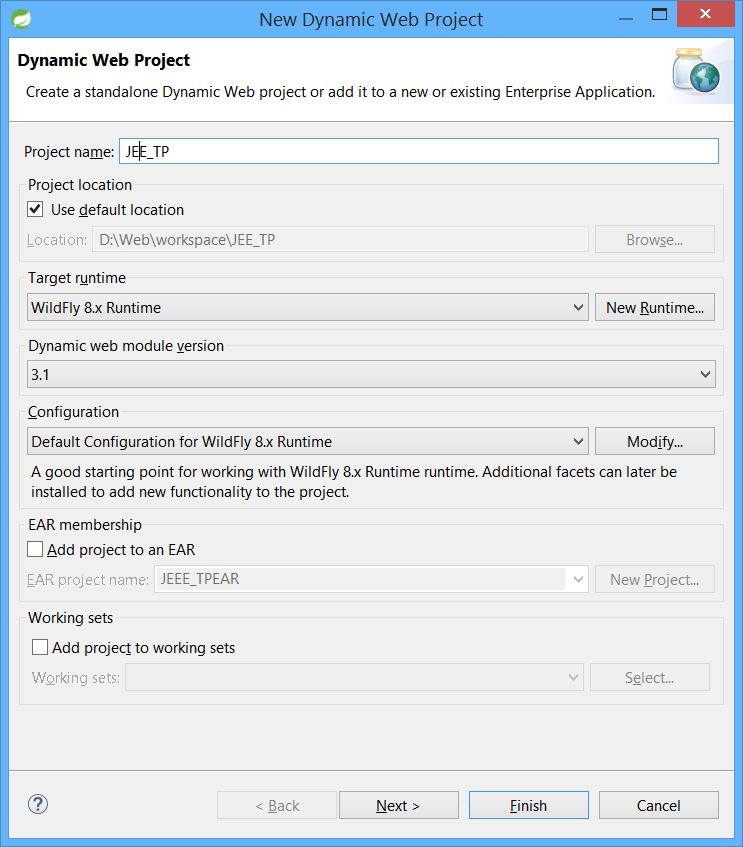 New Dynamic Web Project
Dynamic Web Project
Create a standalone Dynamic Web project or add it to a new or existing Enterprise Application.
Project name: JEE_TP
Project location
Use default location
Location: D:\Web\workspace\JEE_TP Browse...
Target runtime
WildFly 8.x Runtime New Runtime...
Dynamic web module version
3.1
Configuration
Default Configuration for WildFly 8.x Runtime Modify...
A good starting point for working with WildFly 8.x Runtime runtime. Additional facets can later be
installed to add new functionality to the project.
EAR membership
Add project to an EAR
EAR project name: JEEE_TPEAR New Project...
Working sets
Add project to working sets
Working sets: Select...
? < Back Next > Finish Cancel